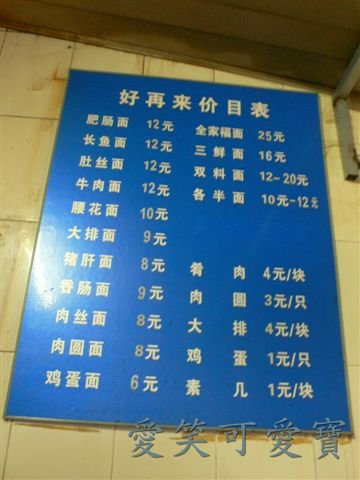 好再来价目表
肥肠面 12元 全家福面 25元
长鱼面 12元 三鲜面 16元
肚丝面 12元 双料面 12-20元
牛肉面 12元 各半面 10元-12元
腰花面 10元
大排面 9元
猪肝面 8元 肴肉 4元/块
香肠面 9元 肉圆 3元/只
肉丝面 8元 大排 4元/块
肉圆面 8元 鸡蛋 1元/只
鸡蛋面 6元 素几 1元/块
愛笑可愛寶